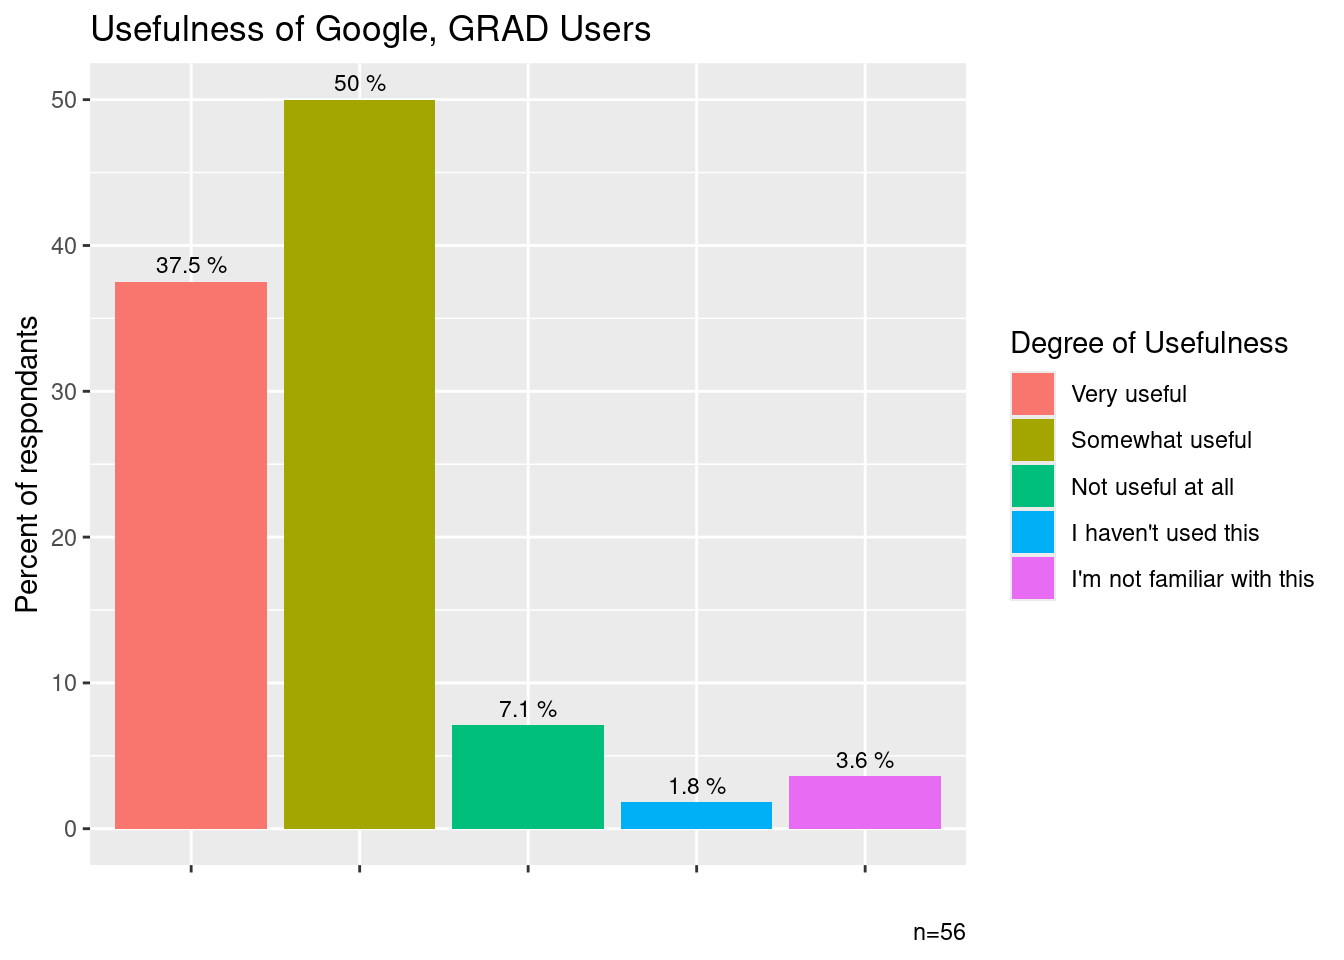 Usefulness of Google, GRAD Users
Percent of respondants
50
40
30
20
10
0
37.5 %
50 %
7.1 %
1.8 %
3.6 %
Degree of Usefulness
Very useful
Somewhat useful
Not useful at all
I haven't used this
I'm not familiar with this
n=56